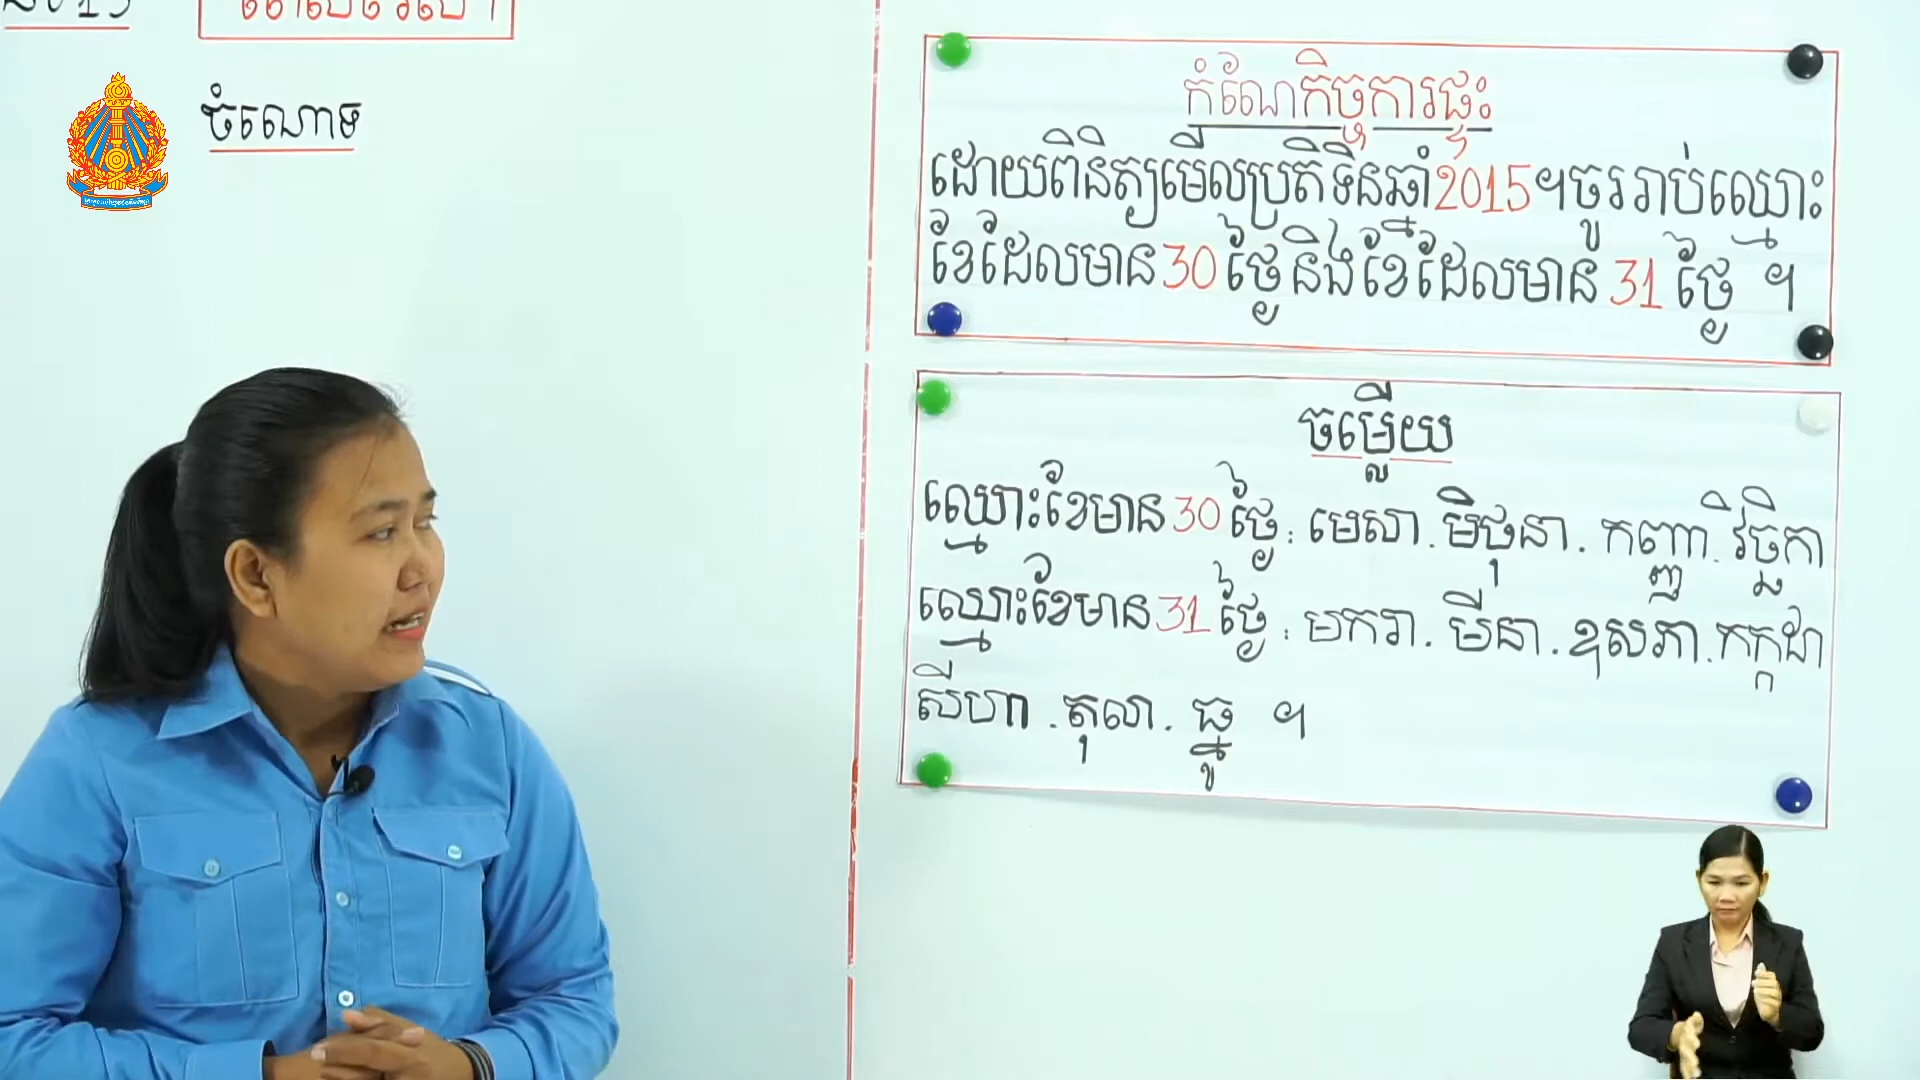 ចំណោទ
កំណែកិច្ចការផ្ទះ
ដោយពិនិត្យមើលប្រតិទិនឆ្នាំ2015។ចូររាប់ឈ្មោះ
ខែដែលមាន30ថ្ងៃនិងខែដែលមាន 31 ថ្ងៃ ។
ចម្លើយ
ឈ្មោះខែមាន30ថ្ងៃ : មេសា . មិថុនា . កញ្ញា . វិច្ឆិកា
ឈ្មោះខែមាន31ថ្ងៃ : មករា . មីនា . ឧសភា . កក្កដា
សីហា . តុលា . ធ្នូ ។